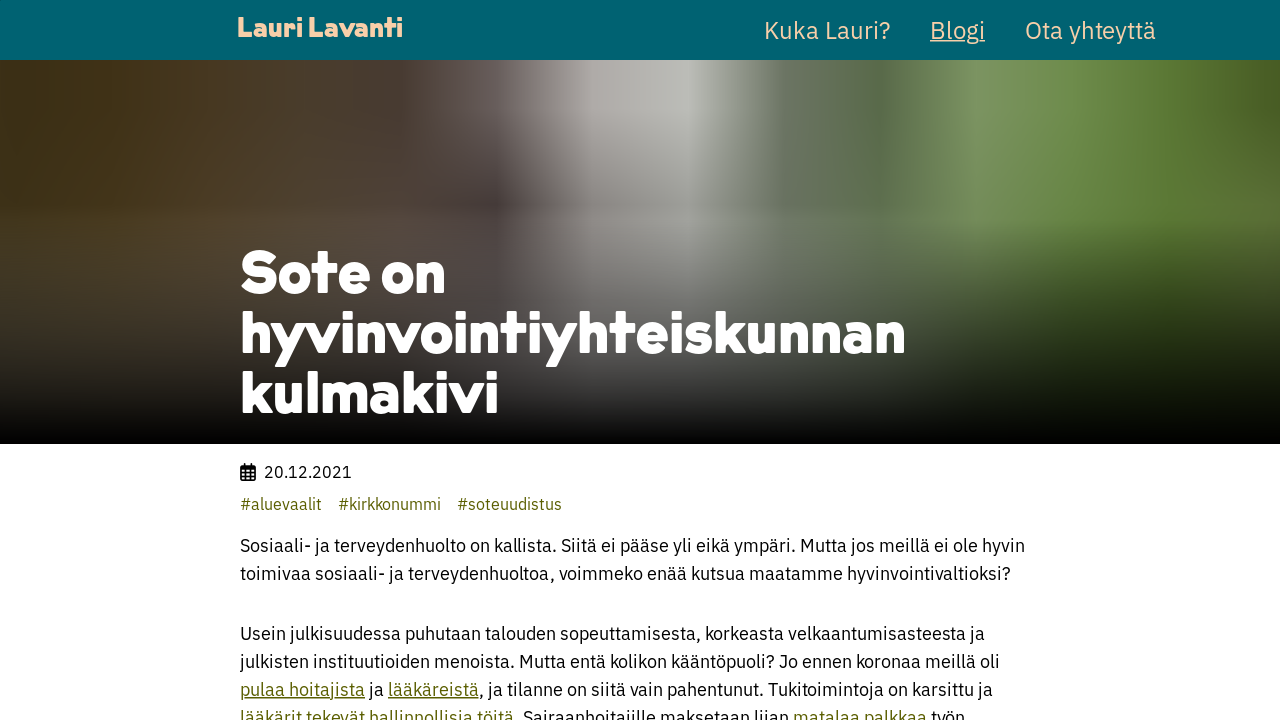 Lauri Lavanti
Kuka Lauri?
Blogi
Ota yhteyttä
Sote on
hyvinvointiyhteiskunnan
kulmakivi
20.12.2021
#aluevaalit #kirkkonummi #soteuudistus
Sosiaali- ja terveydenhuolto on kallista. Siitä ei pääse yli eikä ympäri. Mutta jos meillä ei ole hyvin
toimivaa sosiaali- ja terveydenhuoltoa, voimmeko enää kutsua maatamme hyvinvointivaltioksi?
Usein julkisuudessa puhutaan talouden sopeuttamisesta, korkeasta velkaantumisasteesta ja
julkisten instituutioiden menoista. Mutta entä kolikon kääntöpuoli? Jo ennen koronaa meillä oli
pulaa hoitajista ja lääkäreistä, ja tilanne on siitä vain pahentunut. Tukitoimintoja on karsittu ja
lääkärit tekevät hallinnollisia töitä. Sairaanhoitajille maksetaan liian matalaa palkkaa työn